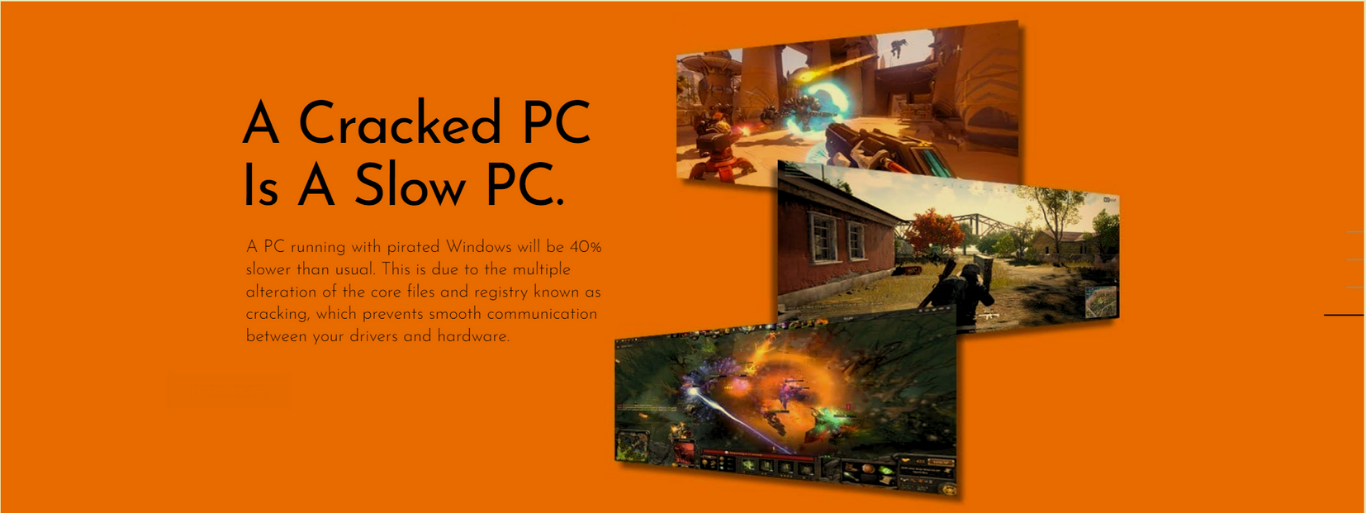 A Cracked PC
Is A Slow PC.
A PC running with pirated Windows will be 40%
slower than usual. This is due to the multiple
alteration of the core files and registry known as
cracking, which prevents smooth communication
between your drivers and hardware.